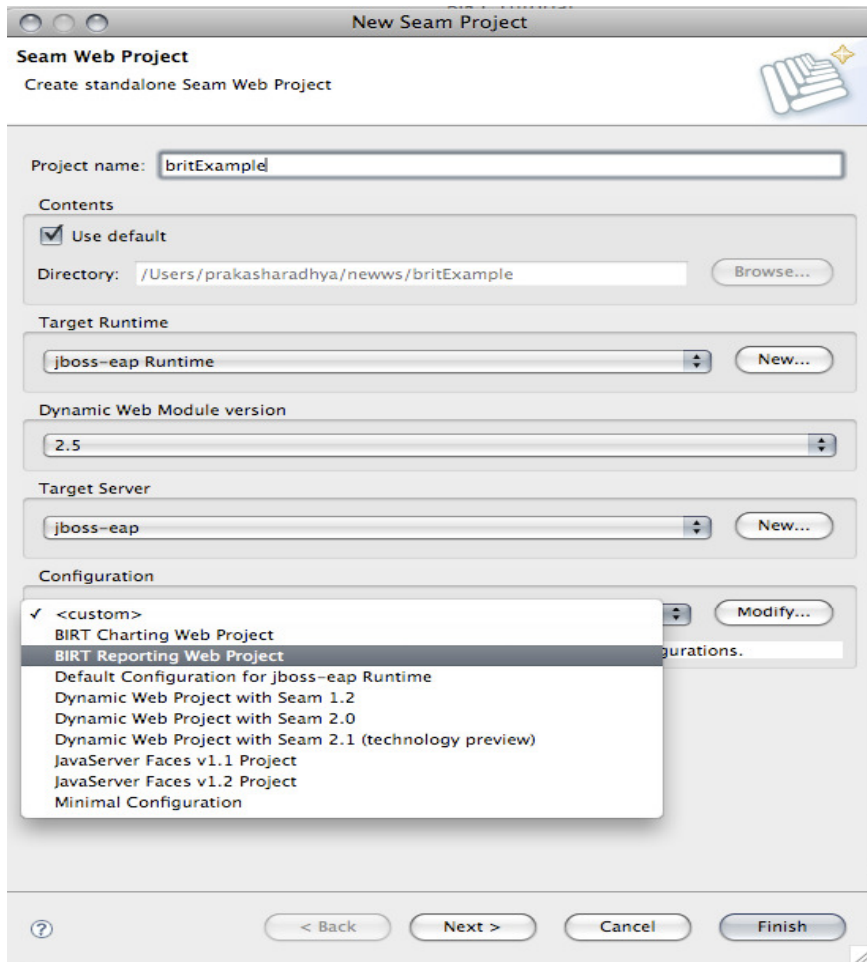 New Seam Project
Seam Web Project
Create standalone Seam Web Project
Project name: britExample
Contents
Use default
Directory: /Users/prakasharadhya/newws/britExample Browse...
Target Runtime
jboss-eap Runtime New...
Dynamic Web Module version
2.5
Target Server
jboss-eap New...
Configuration
✓ <custom> Modify...
BIRT Charting Web Project
BIRT Reporting Web Project gurations.
Default Configuration for jboss-eap Runtime
Dynamic Web Project with Seam 1.2
Dynamic Web Project with Seam 2.0
Dynamic Web Project with Seam 2.1 (technology preview)
JavaServer Faces v1.1 Project
JavaServer Faces v1.2 Project
Minimal Configuration
? < Back Next > Cancel Finish